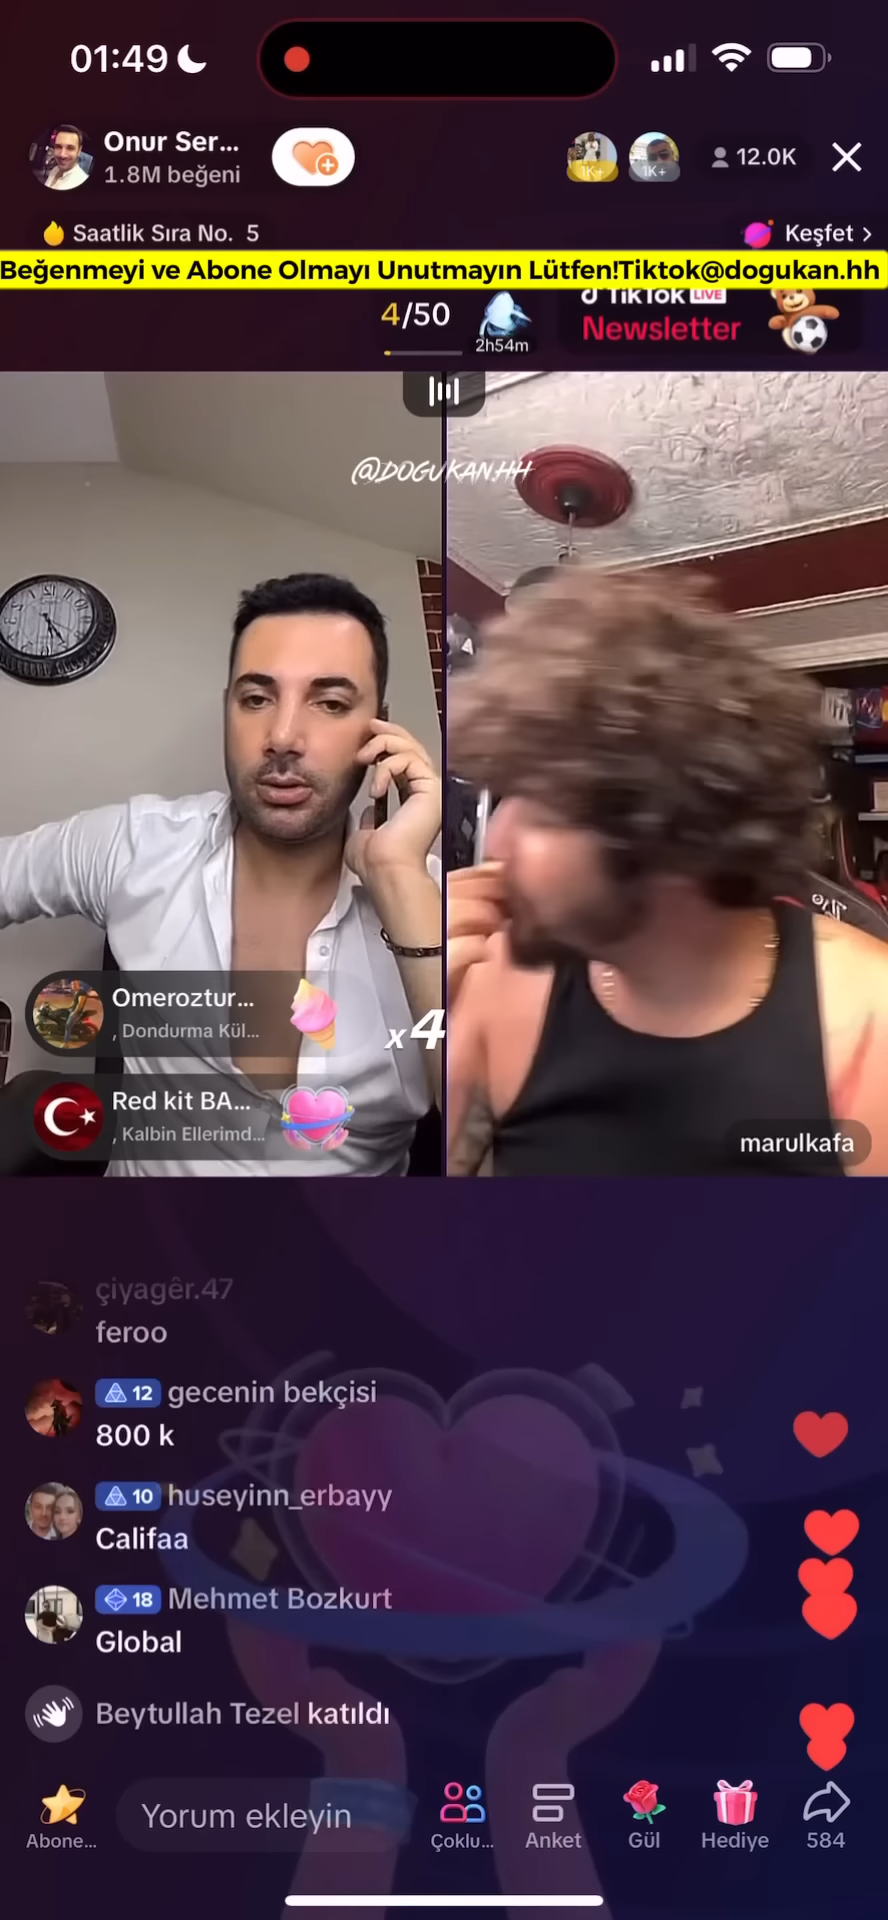 01:49
Onur Ser...
1.8M beğeni
1K+
1K+
12.0K
Saatlik Sıra No. 5
Keşfet >
Beğenmeyi ve Abone Olmayı Unutmayın Lütfen!Tiktok@dogukan.hh
4/50
2h54m
TikTok LIVE
Newsletter
@DOGUKAN.HH
Omeroztur...
, Dondurma Kül...
x4
Red kit BA...
, Kalbin Ellerimd...
marulkafa
çiyagêr.47
feroo
12 gecenin bekçisi
800 k
10 huseyinn_erbayy
Califaa
18 Mehmet Bozkurt
Global
Beytullah Tezel katıldı
Yorum ekleyin
Abone...
Çoklu...
Anket
Gül
Hediye
584